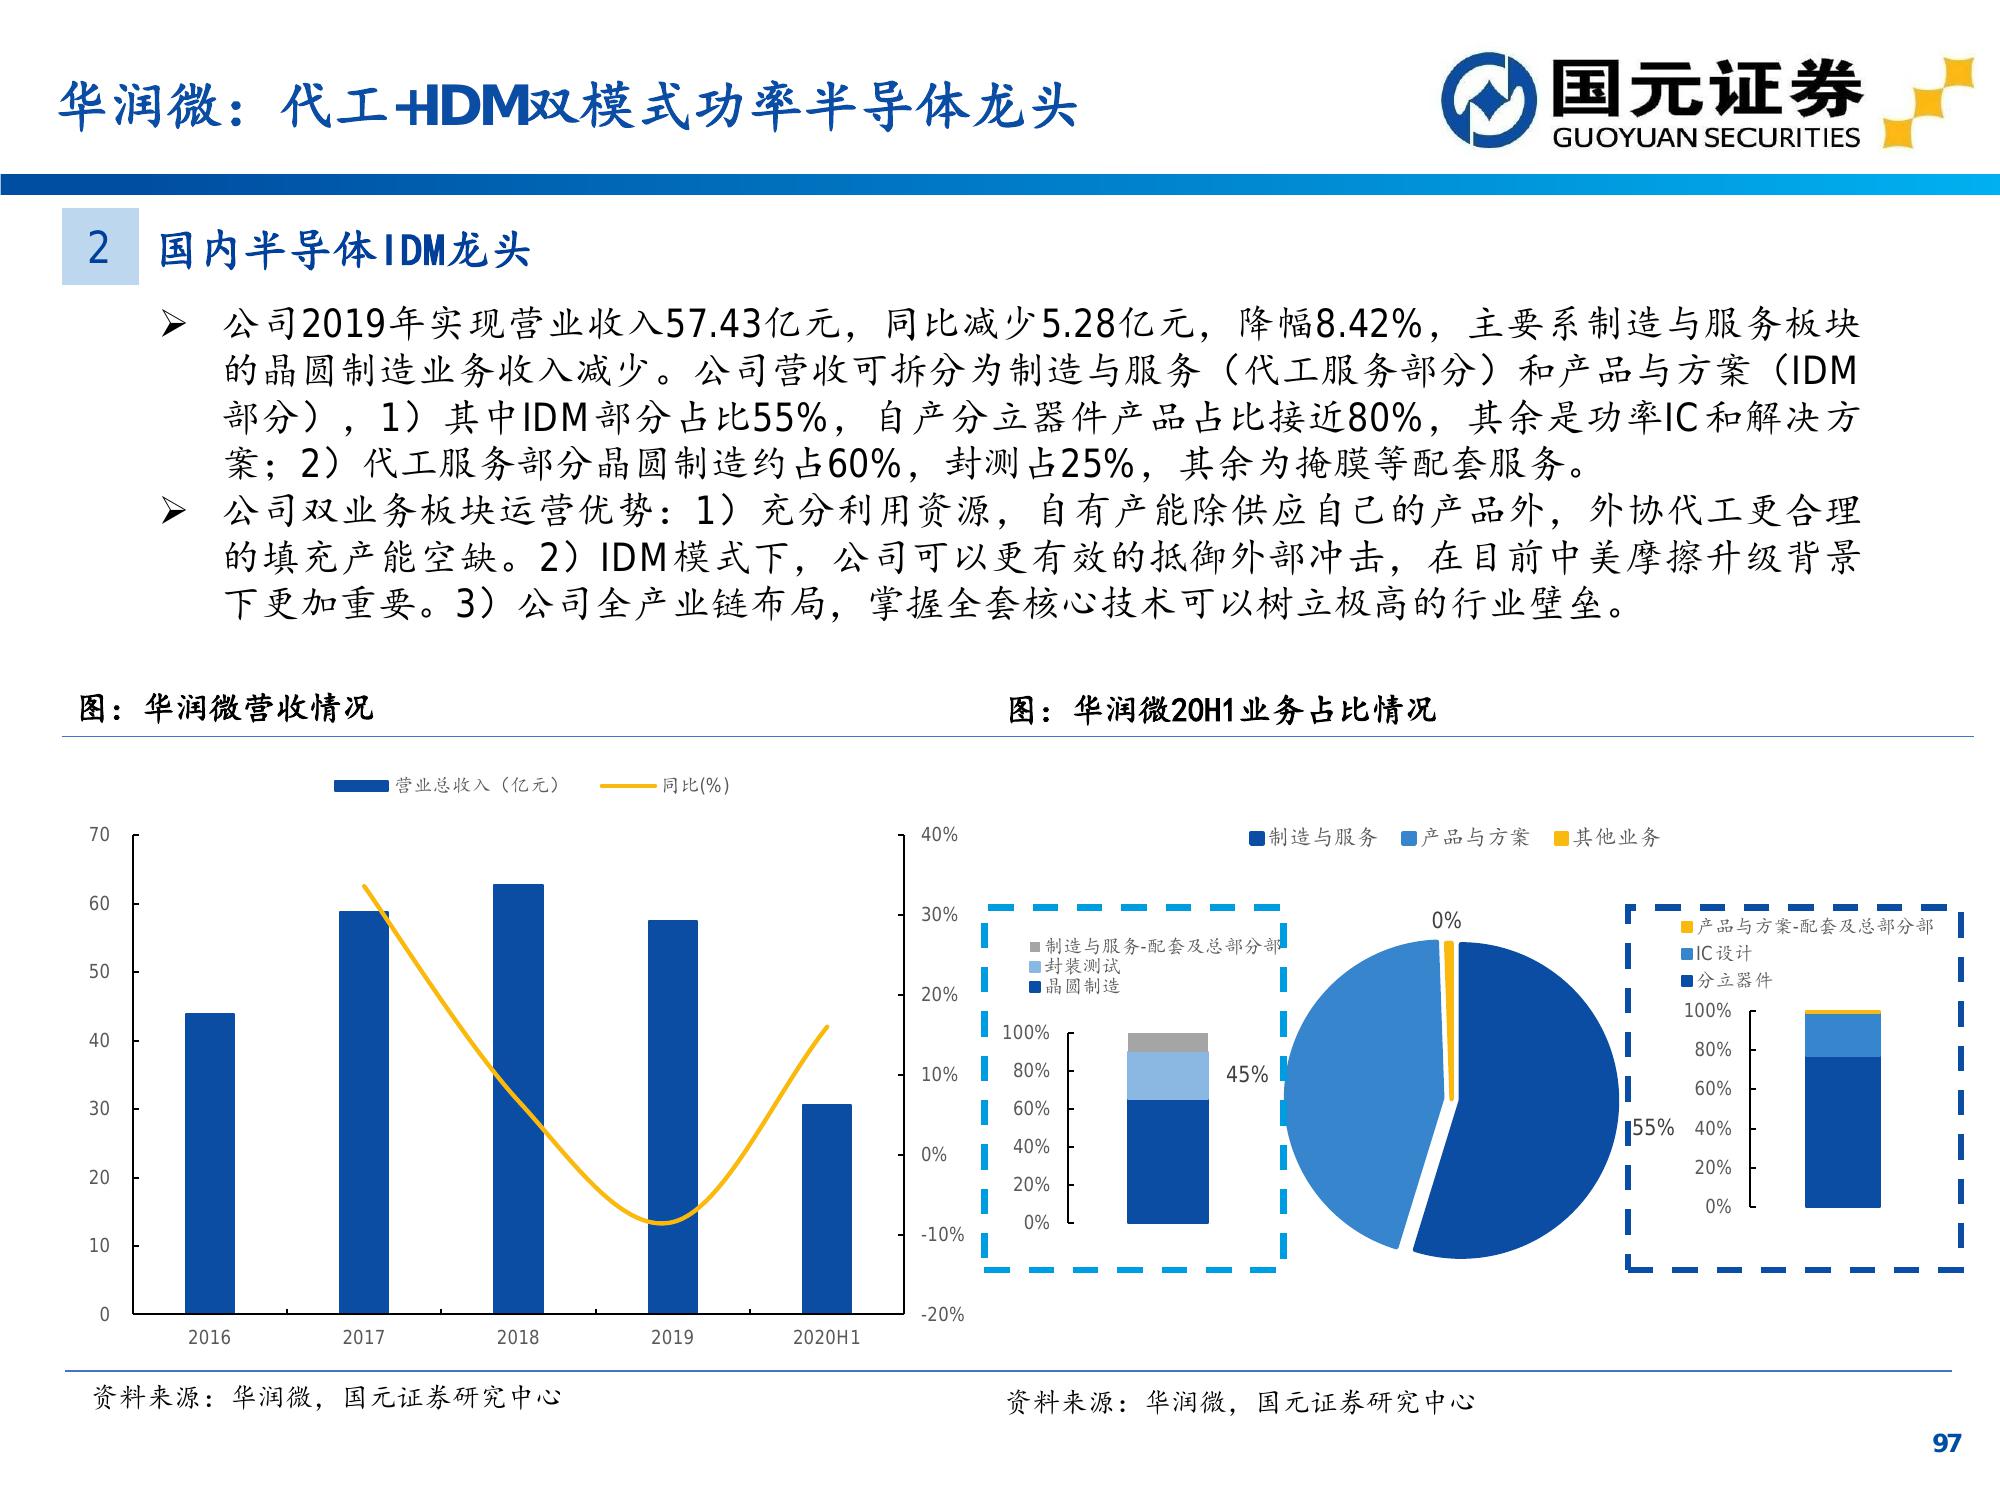 华润微：代工+IDM双模式功率半导体龙头
国元证券
GUOYUAN SECURITIES
2
国内半导体IDM龙头
➢ 公司2019年实现营业收入57.43亿元，同比减少5.28亿元，降幅8.42%，主要系制造与服务板块
的晶圆制造业务收入减少。公司营收可拆分为制造与服务（代工服务部分）和产品与方案（IDM
部分），1）其中IDM部分占比55%，自产分立器件产品占比接近80%，其余是功率IC和解决方
案；2）代工服务部分晶圆制造约占60%，封测占25%，其余为掩膜等配套服务。
➢ 公司双业务板块运营优势：1）充分利用资源，自有产能除供应自己的产品外，外协代工更合理
的填充产能空缺。2）IDM模式下，公司可以更有效的抵御外部冲击，在目前中美摩擦升级背景
下更加重要。3）公司全产业链布局，掌握全套核心技术可以树立极高的行业壁垒。
图：华润微营收情况
营业总收入（亿元）
同比(%)
70
60
50
40
30
20
10
0
40%
30%
20%
10%
0%
-10%
-20%
2016
2017
2018
2019
2020H1
资料来源：华润微，国元证券研究中心
图：华润微20H1业务占比情况
制造与服务
产品与方案
其他业务
制造与服务-配套及总部分部
封装测试
晶圆制造
100%
80%
60%
40%
20%
0%
45%
0%
55%
产品与方案-配套及总部分部
IC设计
分立器件
100%
80%
60%
40%
20%
0%
资料来源：华润微，国元证券研究中心
97